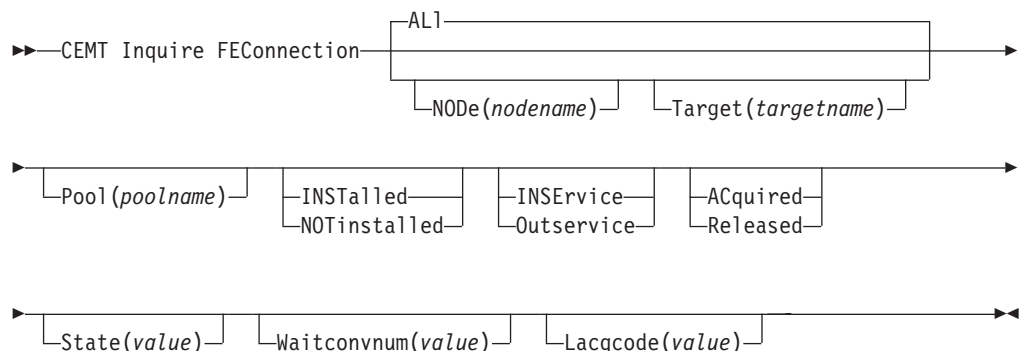 ALl
CEMT Inquire FEConnection
NODe(nodename) Target(targetname)
Pool(poolname) INSTalled INSErvice ACquired
NOTinstalled Outservice Released
State(value) Waitconvnum(value) Lacqcode(value)